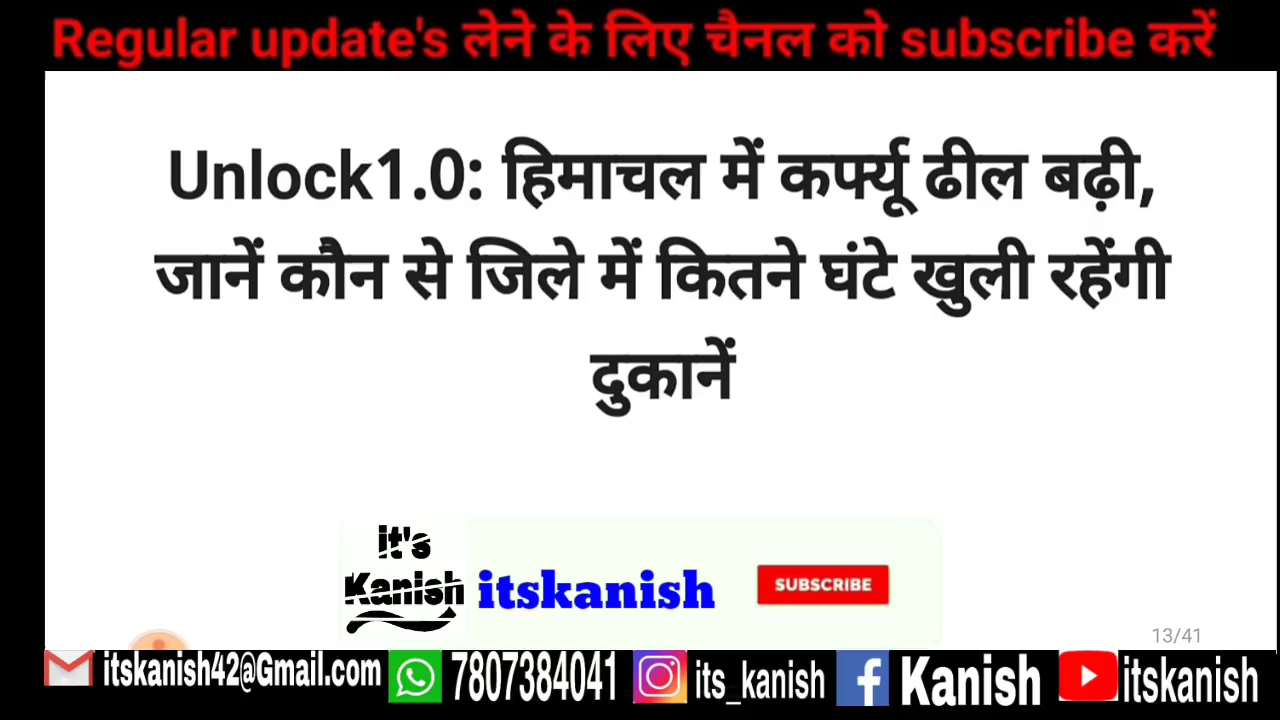 Regular update's लेने के लिए चैनल को subscribe करें
Unlock1.0: हिमाचल में कर्फ्यू ढील बढ़ी,
जानें कौन से जिले में कितने घंटे खुली रहेंगी
दुकानें
it's
Kanish
itskanish
SUBSCRIBE
13/41
itskanish42@Gmail.com 7807384041 its_kanish Kanish itskanish